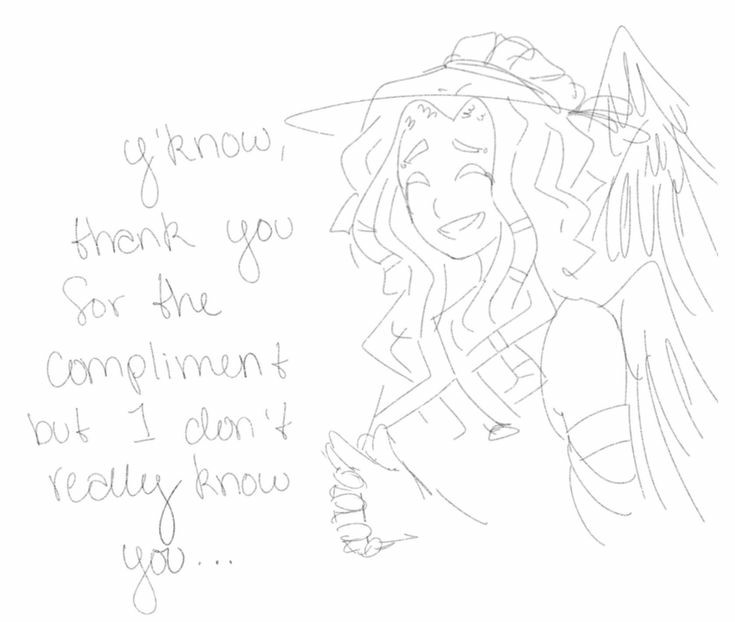 y'know,
thank you
for the
compliment
but I don't
really know
you...